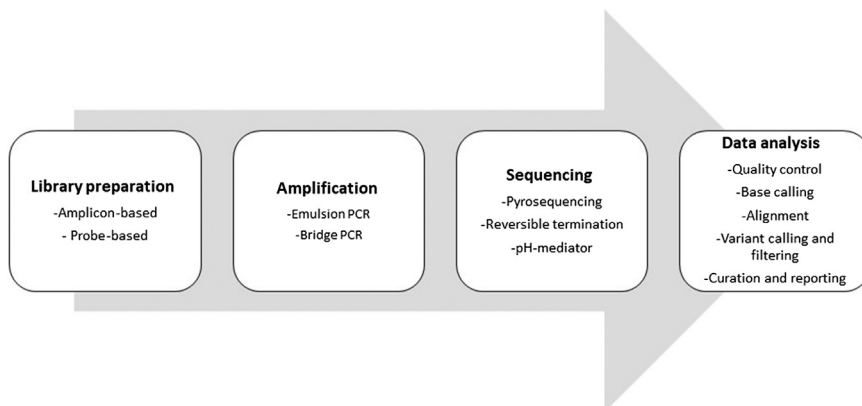 Library preparation
-Amplicon-based
- Probe-based
Amplification
-Emulsion PCR
-Bridge PCR
Sequencing
-Pyrosequencing
-Reversible termination
-pH-mediator
Data analysis
-Quality control
-Base calling
-Alignment
-Variant calling and
filtering
-Curation and reporting